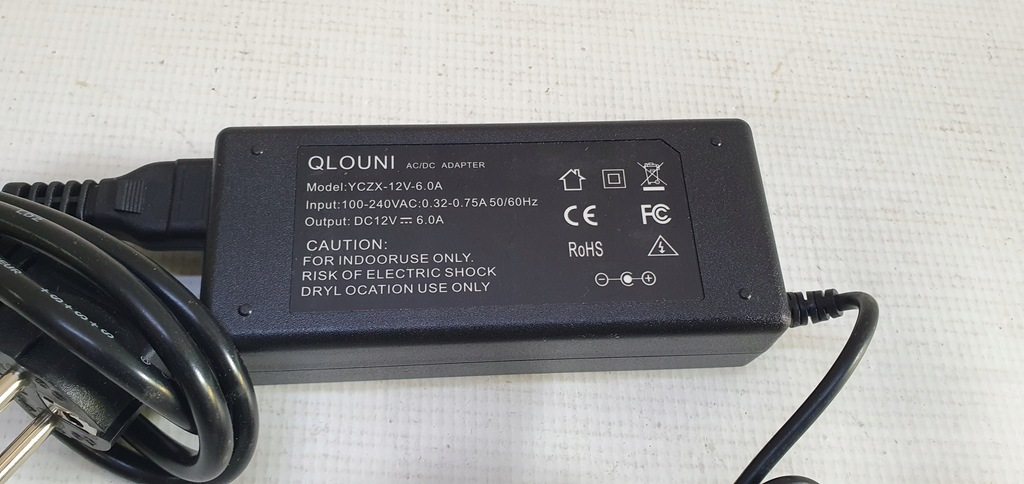 QLOUNI AC/DC ADAPTER
Model:YCZX-12V-6.0A
Input:100-240VAC:0.32-0.75A 50/60Hz
Output: DC12V 6.0A
CAUTION:
FOR INDOORUSE ONLY.
RISK OF ELECTRIC SHOCK
DRYL OCATION USE ONLY
CE FC
RoHS